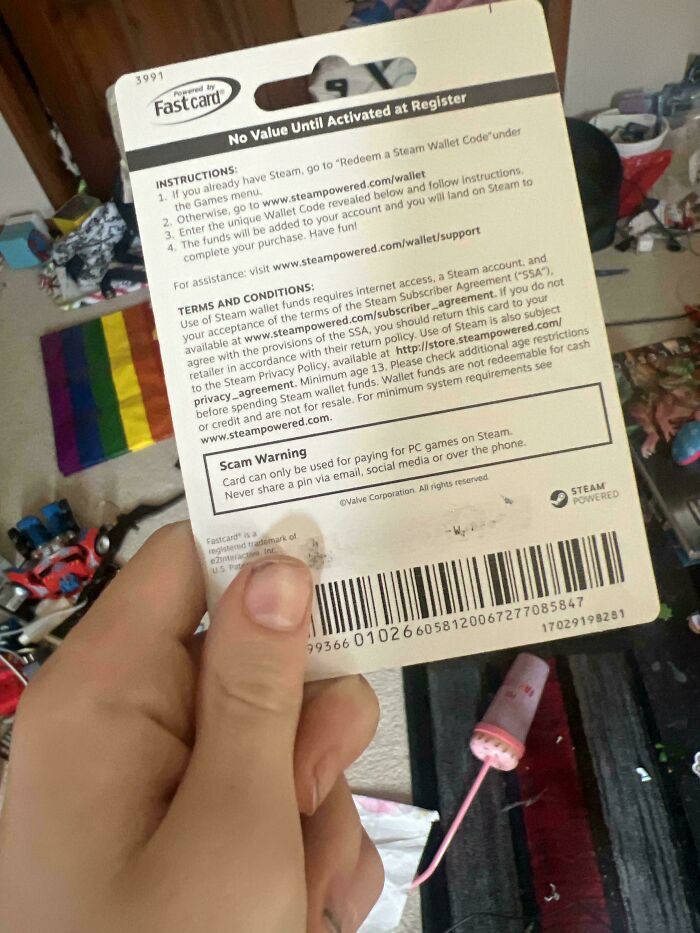 3991
Powered by
Fastcard®
No Value Until Activated at Register
INSTRUCTIONS:
1. If you already have Steam, go to "Redeem a Steam Wallet Code"under
the Games menu.
2. Otherwise, go to www.steampowered.com/wallet
3. Enter the unique Wallet Code revealed below and follow instructions.
4. The funds will be added to your account and you will land on Steam to
complete your purchase. Have fun!
For assistance: visit www.steampowered.com/wallet/support
TERMS AND CONDITIONS:
Use of Steam wallet funds requires internet access, a Steam account, and
your acceptance of the terms of the Steam Subscriber Agreement ("SSA"),
available at www.steampowered.com/subscriber_agreement. If you do not
agree with the provisions of the SSA, you should return this card to your
retailer in accordance with their return policy. Use of Steam is also subject
to the Steam Privacy Policy, available at http://store.steampowered.com/
privacy_agreement. Minimum age 13. Please check additional age restrictions
before spending Steam wallet funds. Wallet funds are not redeemable for cash
or credit and are not for resale. For minimum system requirements see
www.steampowered.com.
Scam Warning
Card can only be used for paying for PC games on Steam.
Never share a pin via email, social media or over the phone.
©Valve Corporation. All rights reserved.
STEAM
POWERED
Fastcard® is a
registered trademark of
e2interactive, Inc.
U.S.
99366 01026 6058120067277085847
17029198281